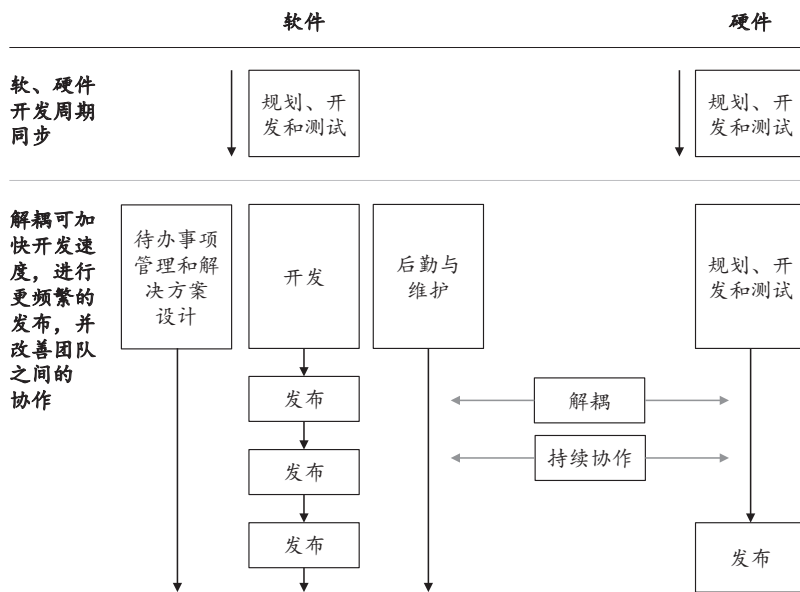 软件
硬件
软、硬件
开发周期
同步
规划、开
发和测试
规划、开
发和测试
解耦可加
快开发速
度，进行
更频繁的
发布，并
改善团队
之间的
协作
待办事项
管理和解
决方案
设计
开发
后勤与
维护
规划、开
发和测试
发布
解耦
发布
持续协作
发布
发布